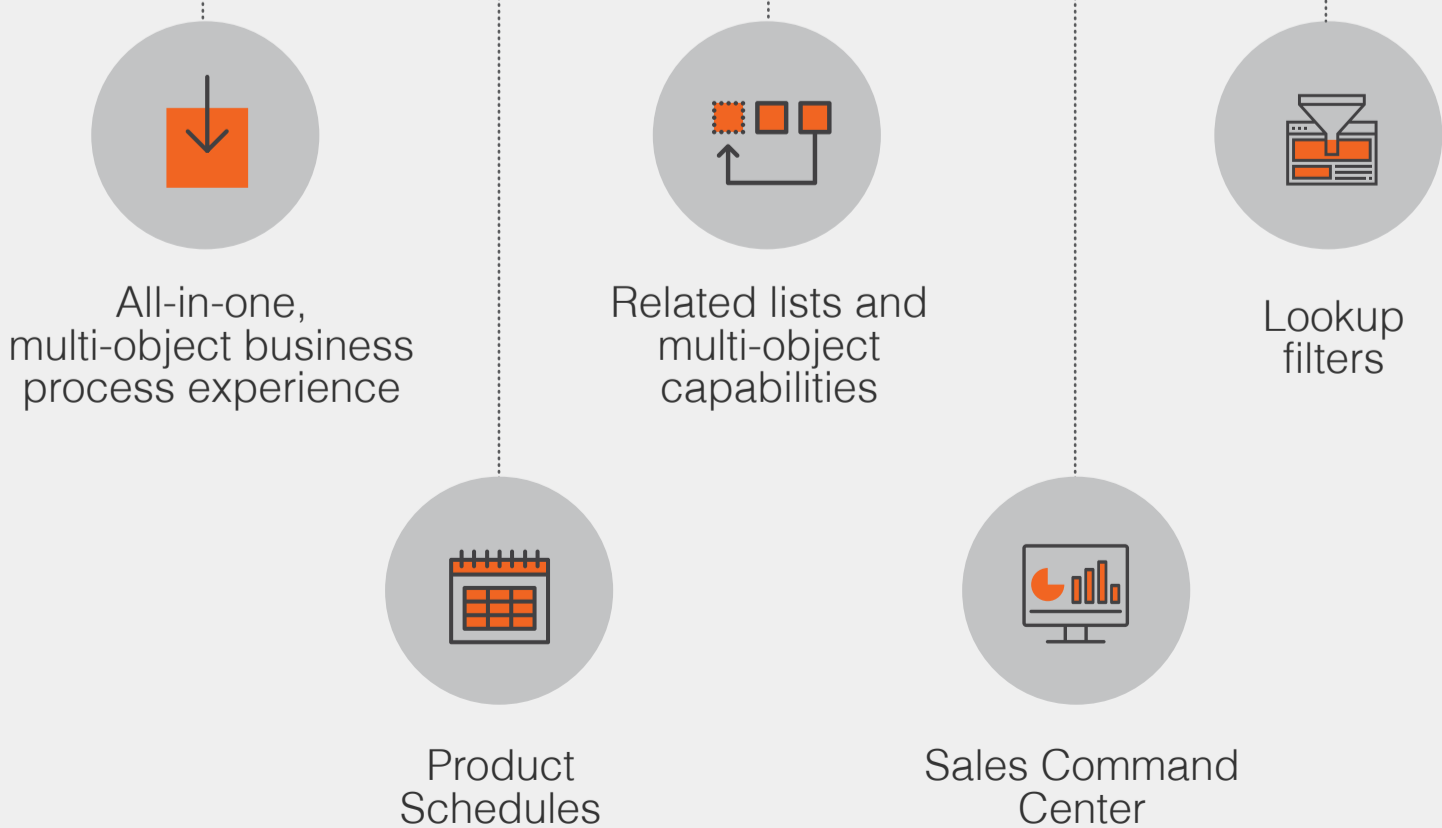 All-in-one,
multi-object business
process experience
Related lists and
multi-object
capabilities
Lookup
filters
Product
Schedules
Sales Command
Center